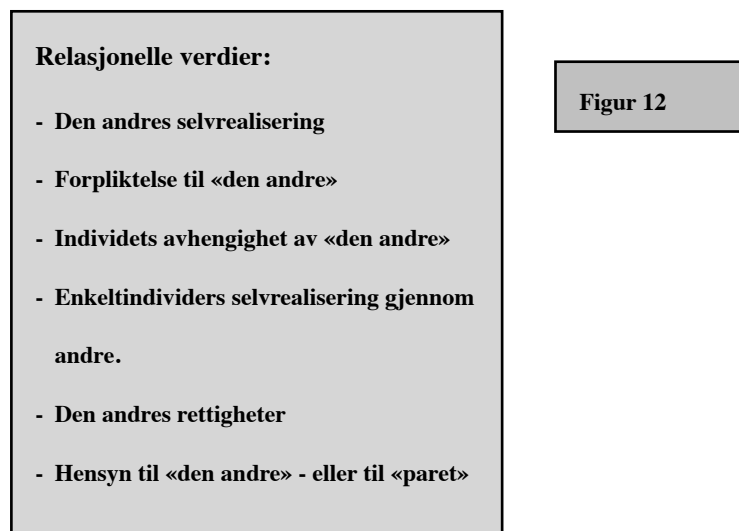 Relasjonelle verdier:
Figur 12
- Den andres selvrealisering
- Forpliktelse til «den andre»
- Individets avhengighet av «den andre»
- Enkeltindividers selvrealisering gjennom
andre.
- Den andres rettigheter
- Hensyn til «den andre» - eller til «paret»